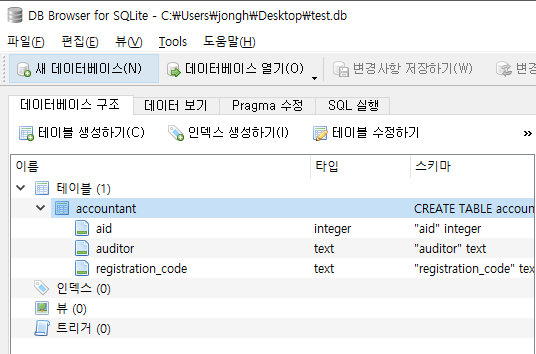 DB Browser for SQLite - C:₩Users₩jongh₩Desktop₩test.db
파일(F) 편집(E) 뷰(V) Tools 도움말(H)
새 데이터베이스(N) 데이터베이스 열기(O) 변경사항 저장하기(W) 변경
데이터베이스 구조 데이터 보기 Pragma 수정 SQL 실행
테이블 생성하기(C) 인덱스 생성하기(I) 테이블 수정하기 »
이름 타입 스키마
테이블 (1)
accountant CREATE TABLE accoun
aid integer "aid" integer
auditor text "auditor" text
registration_code text "registration_code" tex
인덱스 (0)
뷰 (0)
트리거 (0)